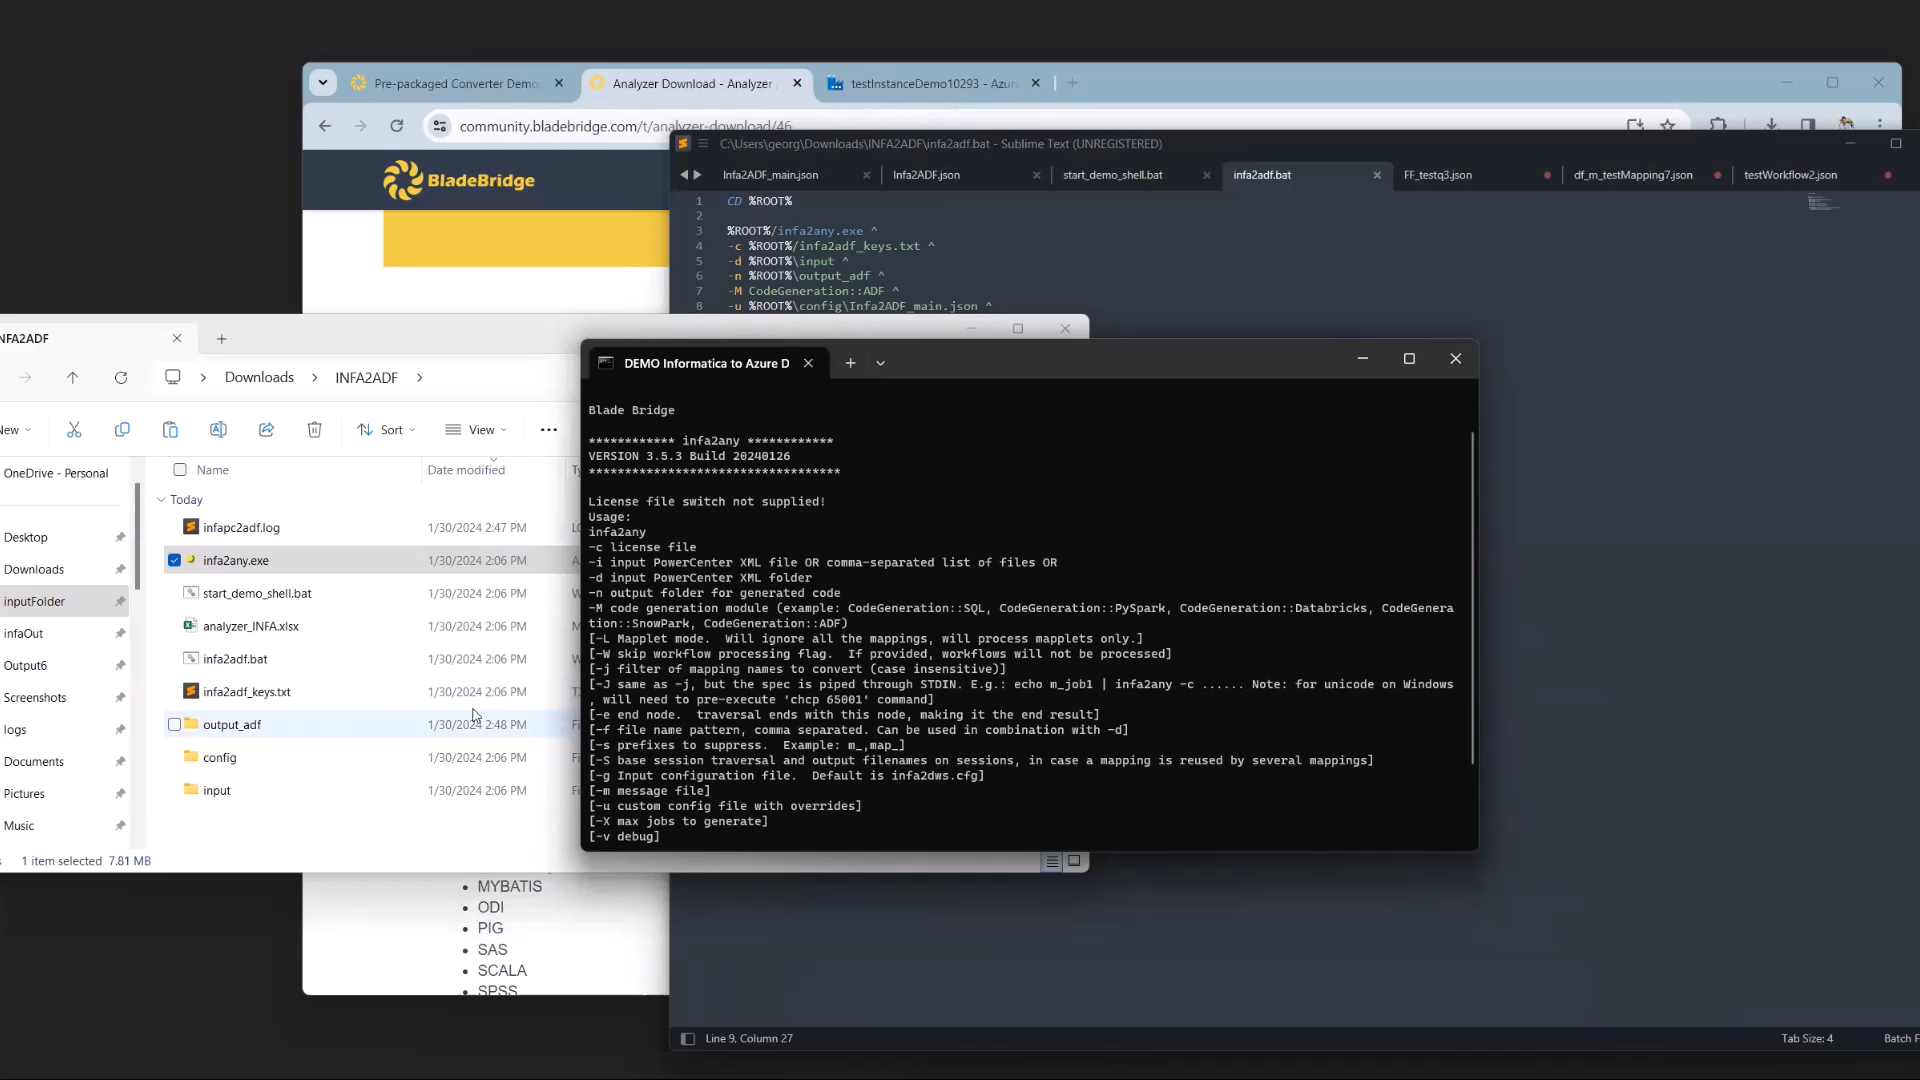 Pre-packaged Converter Demo
Analyzer Download - Analyzer
testInstanceDemo10293 - Azur
community.bladebridge.com/t/analyzer-download/46
BladeBridge
C:\Users\georg\Downloads\INFA2ADF\infa2adf.bat - Sublime Text (UNREGISTERED)
Infa2ADF_main.json
Infa2ADF.json
start_demo_shell.bat
infa2adf.bat
FF_testq3.json
df_m_testMapping7.json
testWorkflow2.json
1 CD %ROOT%
2
3 %ROOT%/infa2any.exe ^
4 -c %ROOT%/infa2adf_keys.txt ^
5 -d %ROOT%\input ^
6 -n %ROOT%\output_adf ^
7 -M CodeGeneration::ADF ^
8 -u %ROOT%\config\Infa2ADF_main.json ^
NFA2ADF
Downloads > INFA2ADF >
New
Sort
View
OneDrive - Personal
Desktop
Downloads
inputFolder
infaOut
Output6
Screenshots
logs
Documents
Pictures
Music
Name
Date modified
Ty
Today
infapc2adf.log 1/30/2024 2:47 PM
infa2any.exe 1/30/2024 2:06 PM
start_demo_shell.bat 1/30/2024 2:06 PM
analyzer_INFA.xlsx 1/30/2024 2:06 PM
infa2adf.bat 1/30/2024 2:06 PM
infa2adf_keys.txt 1/30/2024 2:06 PM
output_adf 1/30/2024 2:48 PM
config 1/30/2024 2:06 PM
input 1/30/2024 2:06 PM
1 item selected 7.81 MB
DEMO Informatica to Azure D
Blade Bridge
************ infa2any ************
VERSION 3.5.3 Build 20240126
***********************************
License file switch not supplied!
Usage:
infa2any
-c license file
-i input PowerCenter XML file OR comma-separated list of files OR
-d input PowerCenter XML folder
-n output folder for generated code
-M code generation module (example: CodeGeneration::SQL, CodeGeneration::PySpark, CodeGeneration::Databricks, CodeGenera
tion::SnowPark, CodeGeneration::ADF)
[-L Mapplet mode.  Will ignore all the mappings, will process mapplets only.]
[-W skip workflow processing flag.  If provided, workflows will not be processed]
[-j filter of mapping names to convert (case insensitive)]
[-J same as -j, but the spec is piped through STDIN. E.g.: echo m_job1 | infa2any -c ...... Note: for unicode on Windows
, will need to pre-execute 'chcp 65001' command]
[-e end node.  traversal ends with this node, making it the end result]
[-f file name pattern, comma separated. Can be used in combination with -d]
[-s prefixes to suppress.  Example: m_,map_]
[-S base session traversal and output filenames on sessions, in case a mapping is reused by several mappings]
[-g Input configuration file.  Default is infa2dws.cfg]
[-m message file]
[-u custom config file with overrides]
[-X max jobs to generate]
[-v debug]
MYBATIS
ODI
PIG
SAS
SCALA
SPSS
Line 9, Column 27
Tab Size: 4
Batch F